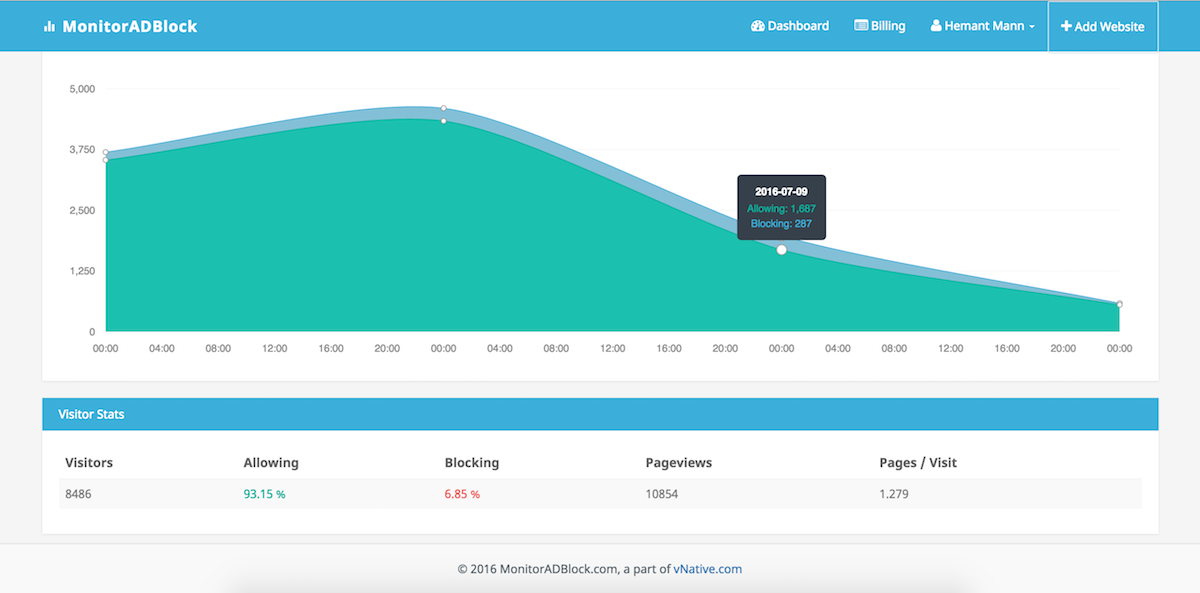 MonitorADBlock Dashboard Billing Hemant Mann Add Website
5,000
3,750
2,500
1,250
0
2016-07-09
Allowing: 1,687
Blocking: 287
00:00 04:00 08:00 12:00 16:00 20:00 00:00 04:00 08:00 12:00 16:00 20:00 00:00 04:00 08:00 12:00 16:00 20:00 00:00
Visitor Stats
Visitors Allowing Blocking Pageviews Pages / Visit
8486 93.15 % 6.85 % 10854 1.279
© 2016 MonitorADBlock.com, a part of vNative.com